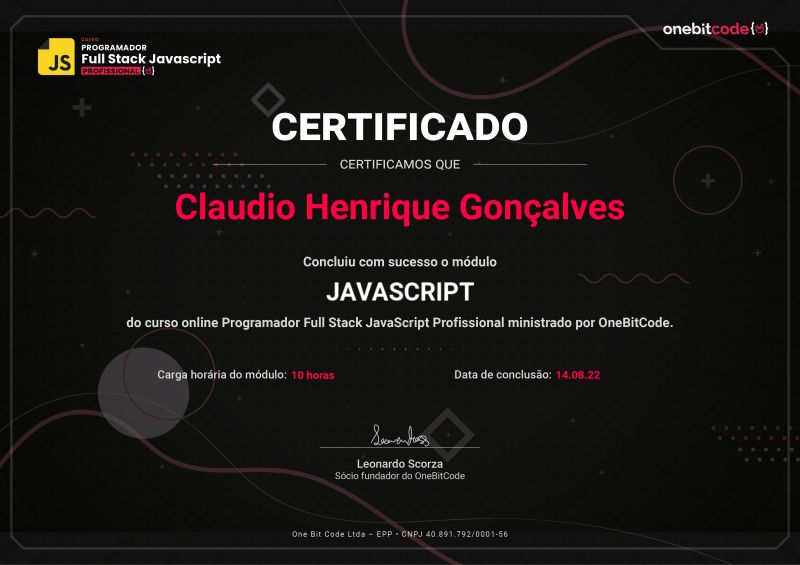 JS
curso
PROGRAMADOR
Full Stack Javascript
PROFISSIONAL
onebitcode
CERTIFICADO
CERTIFICAMOS QUE
Claudio Henrique Gonçalves
Concluiu com sucesso o módulo
JAVASCRIPT
do curso online Programador Full Stack JavaScript Profissional ministrado por OneBitCode.
Carga horária do módulo: 10 horas
Data de conclusão: 14.08.22
Leonardo Scorza
Sócio fundador do OneBitCode
One Bit Code Ltda – EPP • CNPJ 40.891.792/0001-56